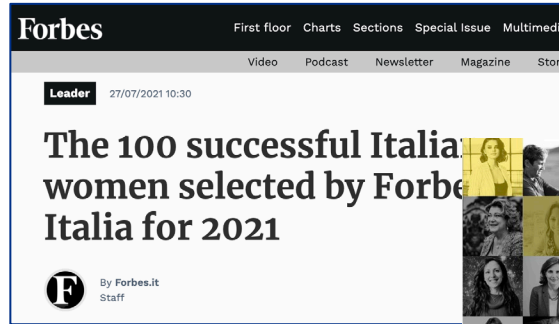 Forbes
First floor Charts Sections Special Issue
Video Podcast Newsletter Magazine
Leader 27/07/2021 10:30
The 100 successful
women selected by
Italia for 2021
F
By Forbes.it
Staff